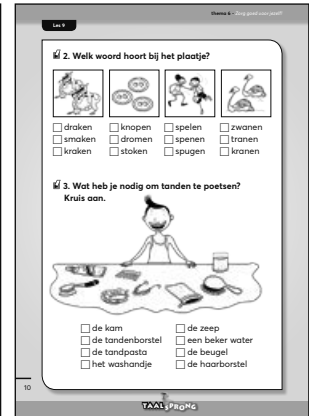 thema 4 – Zorg goed voor jezelf!
Les 9
2. Welk woord hoort bij het plaatje?
draken knopen spelen zwanen
smaken dromen spenen tranen
kraken stoken spugen kranen
3. Wat heb je nodig om tanden te poetsen?
Kruis aan.
de kam de zeep
de tandenborstel een beker water
de tandpasta de beugel
het washandje de haarborstel
10
TAALSPRONG